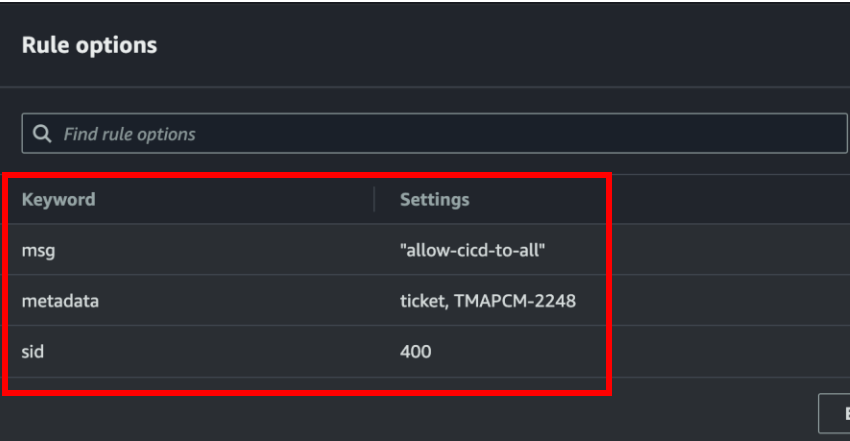 Rule options
Find rule options
Keyword Settings
msg "allow-cicd-to-all"
metadata ticket, TMAPCM-2248
sid 400